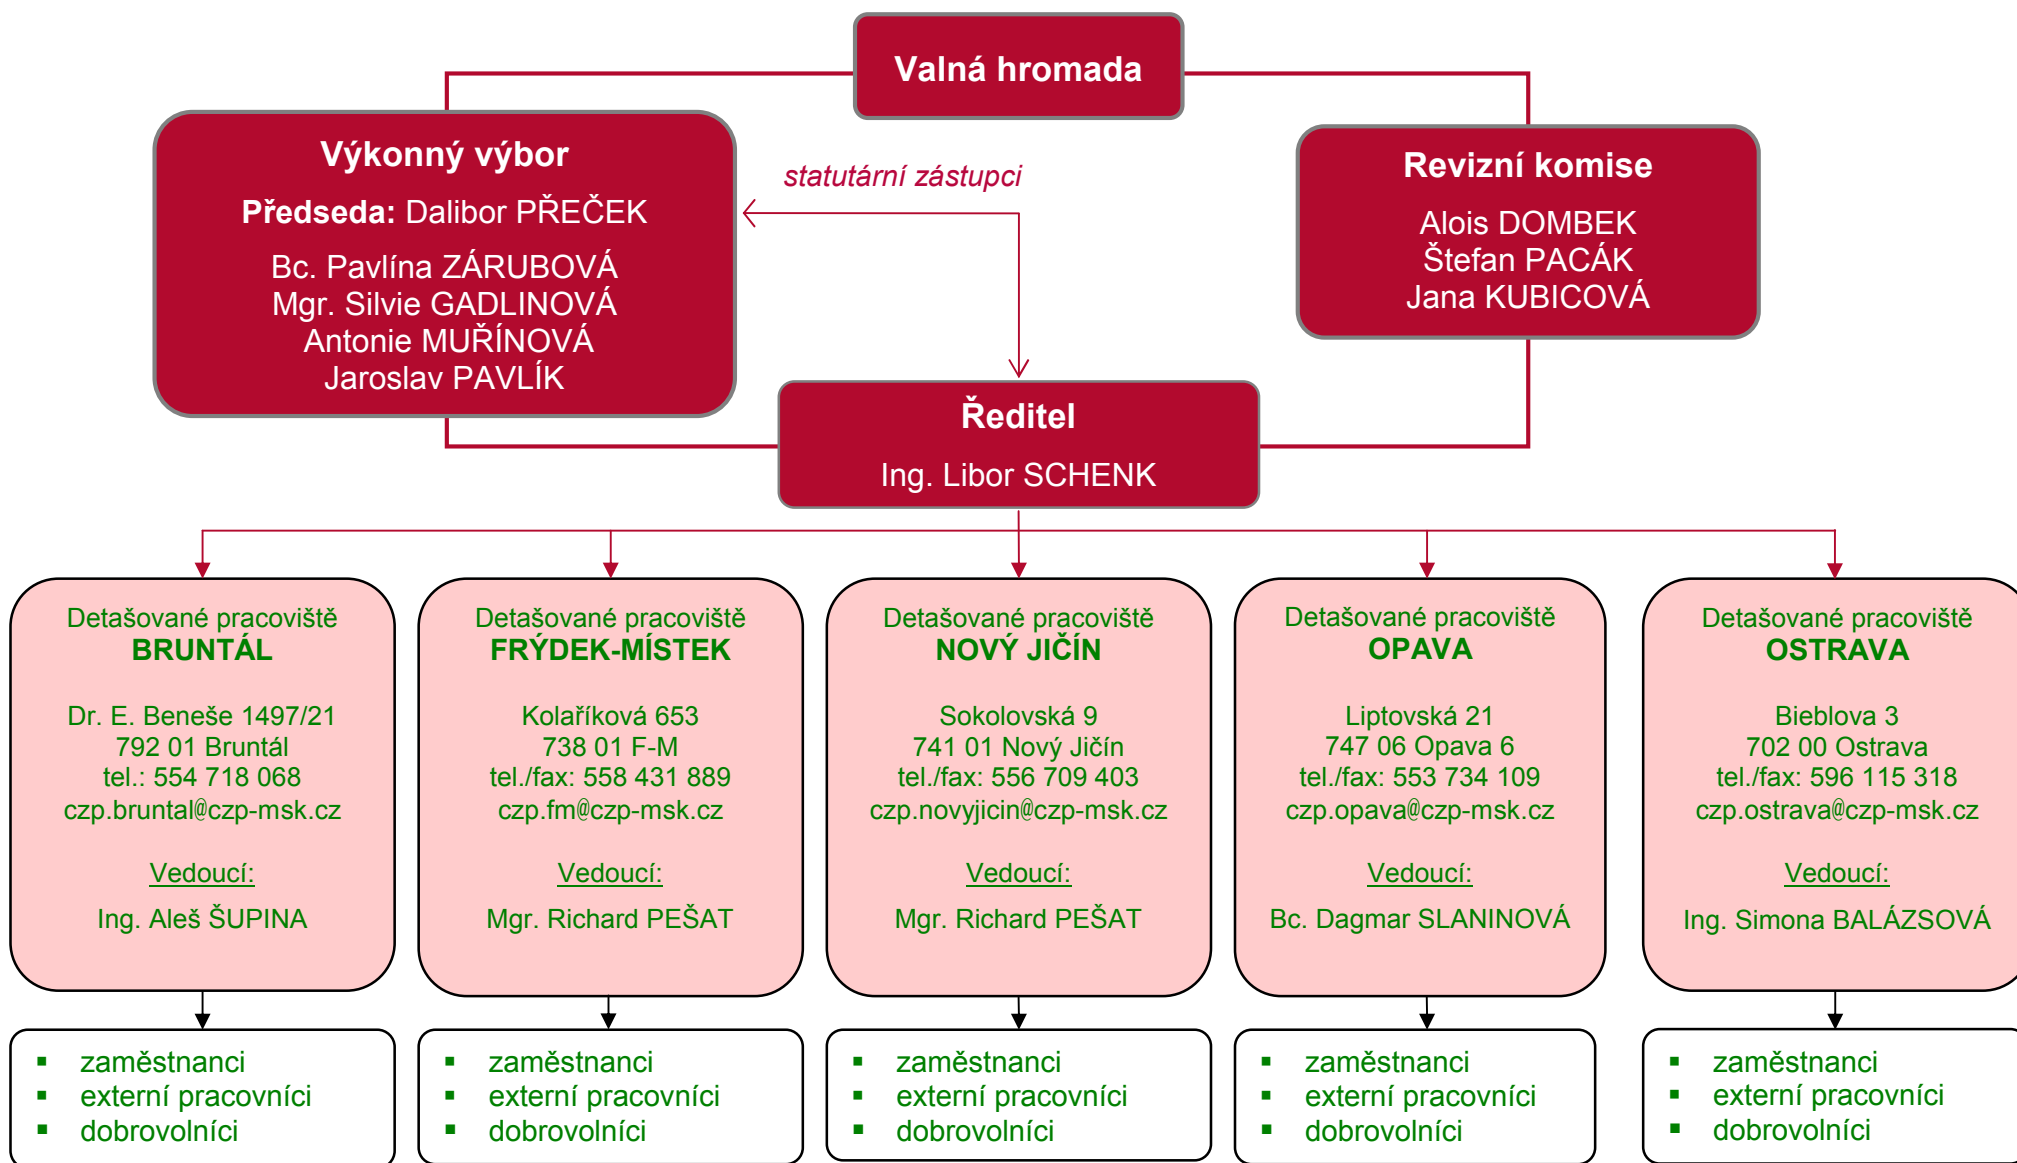 Valná hromada
Výkonný výbor
Předseda: Dalibor PŘEČEK
Bc. Pavlína ZÁRUBOVÁ
Mgr. Silvie GADLINOVÁ
Antonie MUŘÍNOVÁ
Jaroslav PAVLÍK
statutární zástupci
Revizní komise
Alois DOMBEK
Štefan PACÁK
Jana KUBICOVÁ
Ředitel
Ing. Libor SCHENK
Detašované pracoviště
BRUNTÁL
Dr. E. Beneše 1497/21
792 01 Bruntál
tel.: 554 718 068
czp.bruntal@czp-msk.cz
Vedoucí:
Ing. Aleš ŠUPINA
Detašované pracoviště
FRÝDEK-MÍSTEK
Kolaříková 653
738 01 F-M
tel./fax: 558 431 889
czp.fm@czp-msk.cz
Vedoucí:
Mgr. Richard PEŠAT
Detašované pracoviště
NOVÝ JIČÍN
Sokolovská 9
741 01 Nový Jičín
tel./fax: 556 709 403
czp.novyjicin@czp-msk.cz
Vedoucí:
Mgr. Richard PEŠAT
Detašované pracoviště
OPAVA
Liptovská 21
747 06 Opava 6
tel./fax: 553 734 109
czp.opava@czp-msk.cz
Vedoucí:
Bc. Dagmar SLANINOVÁ
Detašované pracoviště
OSTRAVA
Bieblova 3
702 00 Ostrava
tel./fax: 596 115 318
czp.ostrava@czp-msk.cz
Vedoucí:
Ing. Simona BALÁZSOVÁ
▪ zaměstnanci
▪ externí pracovníci
▪ dobrovolníci
▪ zaměstnanci
▪ externí pracovníci
▪ dobrovolníci
▪ zaměstnanci
▪ externí pracovníci
▪ dobrovolníci
▪ zaměstnanci
▪ externí pracovníci
▪ dobrovolníci
▪ zaměstnanci
▪ externí pracovníci
▪ dobrovolníci